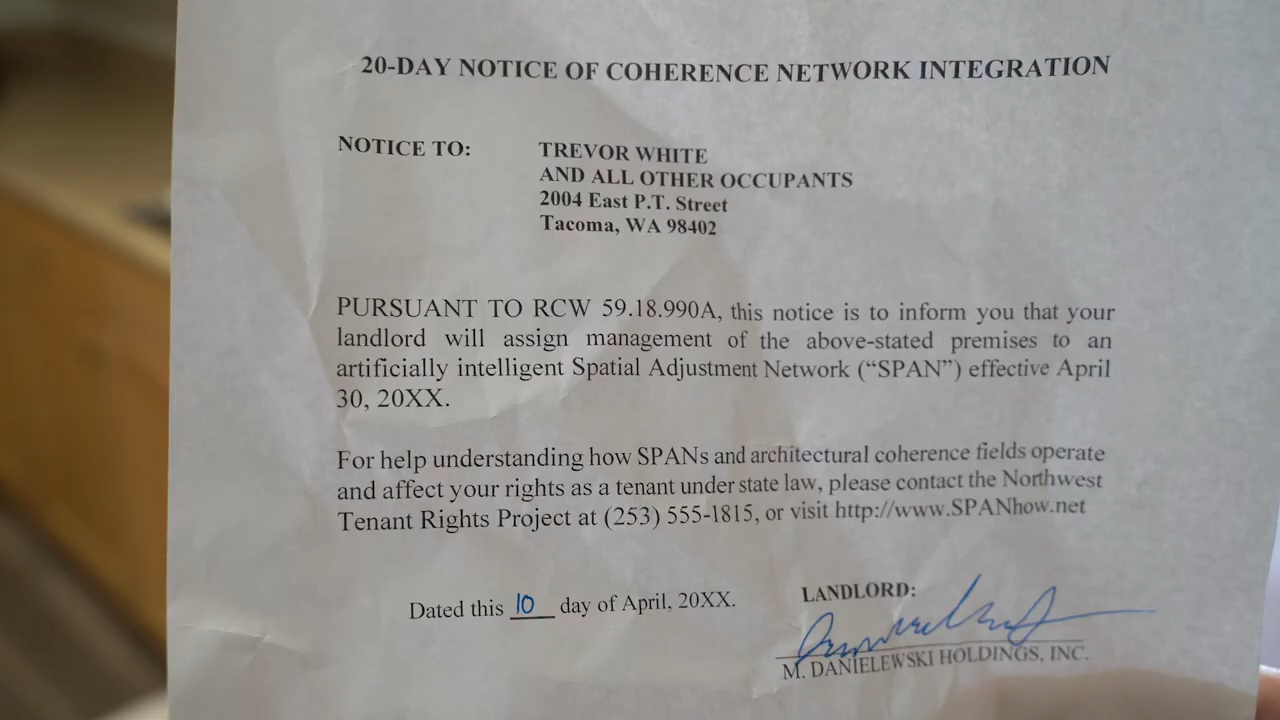 20-DAY NOTICE OF COHERENCE NETWORK INTEGRATION
NOTICE TO:
TREVOR WHITE
AND ALL OTHER OCCUPANTS
2004 East P.T. Street
Tacoma, WA 98402
PURSUANT TO RCW 59.18.990A, this notice is to inform you that your
landlord will assign management of the above-stated premises to an
artificially intelligent Spatial Adjustment Network (“SPAN”) effective April
30, 20XX.
For help understanding how SPANs and architectural coherence fields operate
and affect your rights as a tenant under state law, please contact the Northwest
Tenant Rights Project at (253) 555-1815, or visit http://www.SPANhow.net
Dated this 10 day of April, 20XX.
LANDLORD:
M. DANIELEWSKI HOLDINGS, INC.